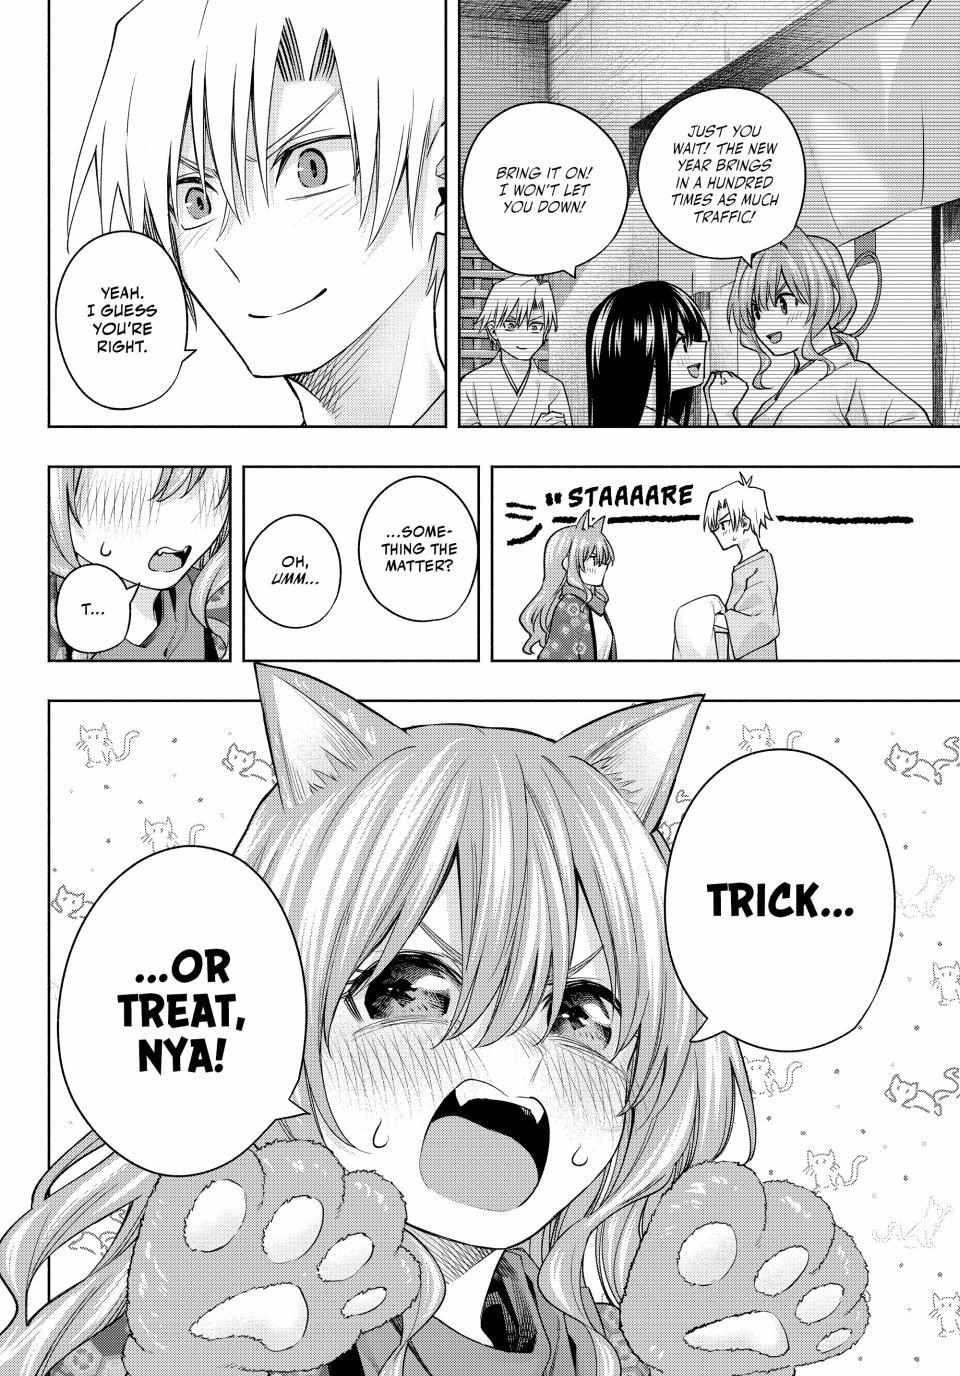 JUST YOU
WAIT! THE NEW
YEAR BRINGS
IN A HUNDRED
TIMES AS MUCH
TRAFFIC!
BRING IT ON!
I WON'T LET
YOU DOWN!
YEAH.
I GUESS
YOU'RE
RIGHT.
STAAAARE
...SOME-
THING THE
MATTER?
OH,
UMM...
T...
TRICK...
...OR
TREAT,
NYA!